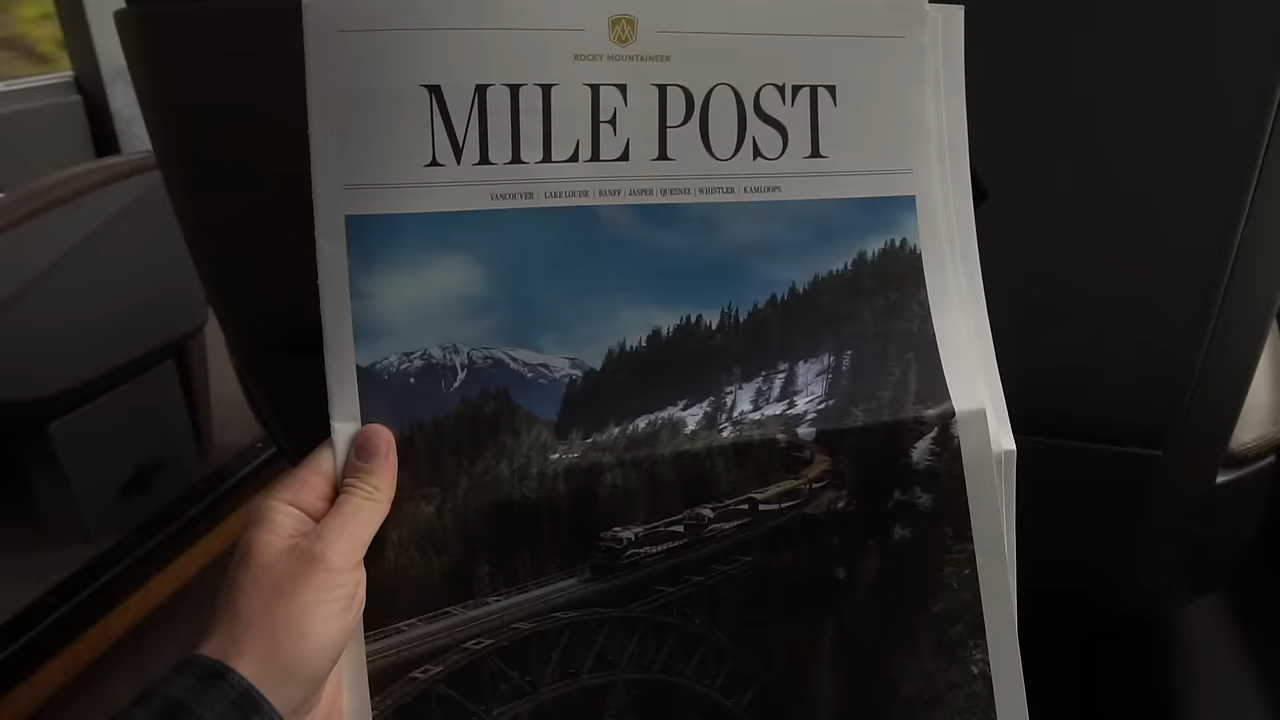 ROCKY MOUNTAINEER
MILE POST
VANCOUVER | LAKE LOUISE | BANFF | JASPER | QUESNEL | WHISTLER | KAMLOOPS